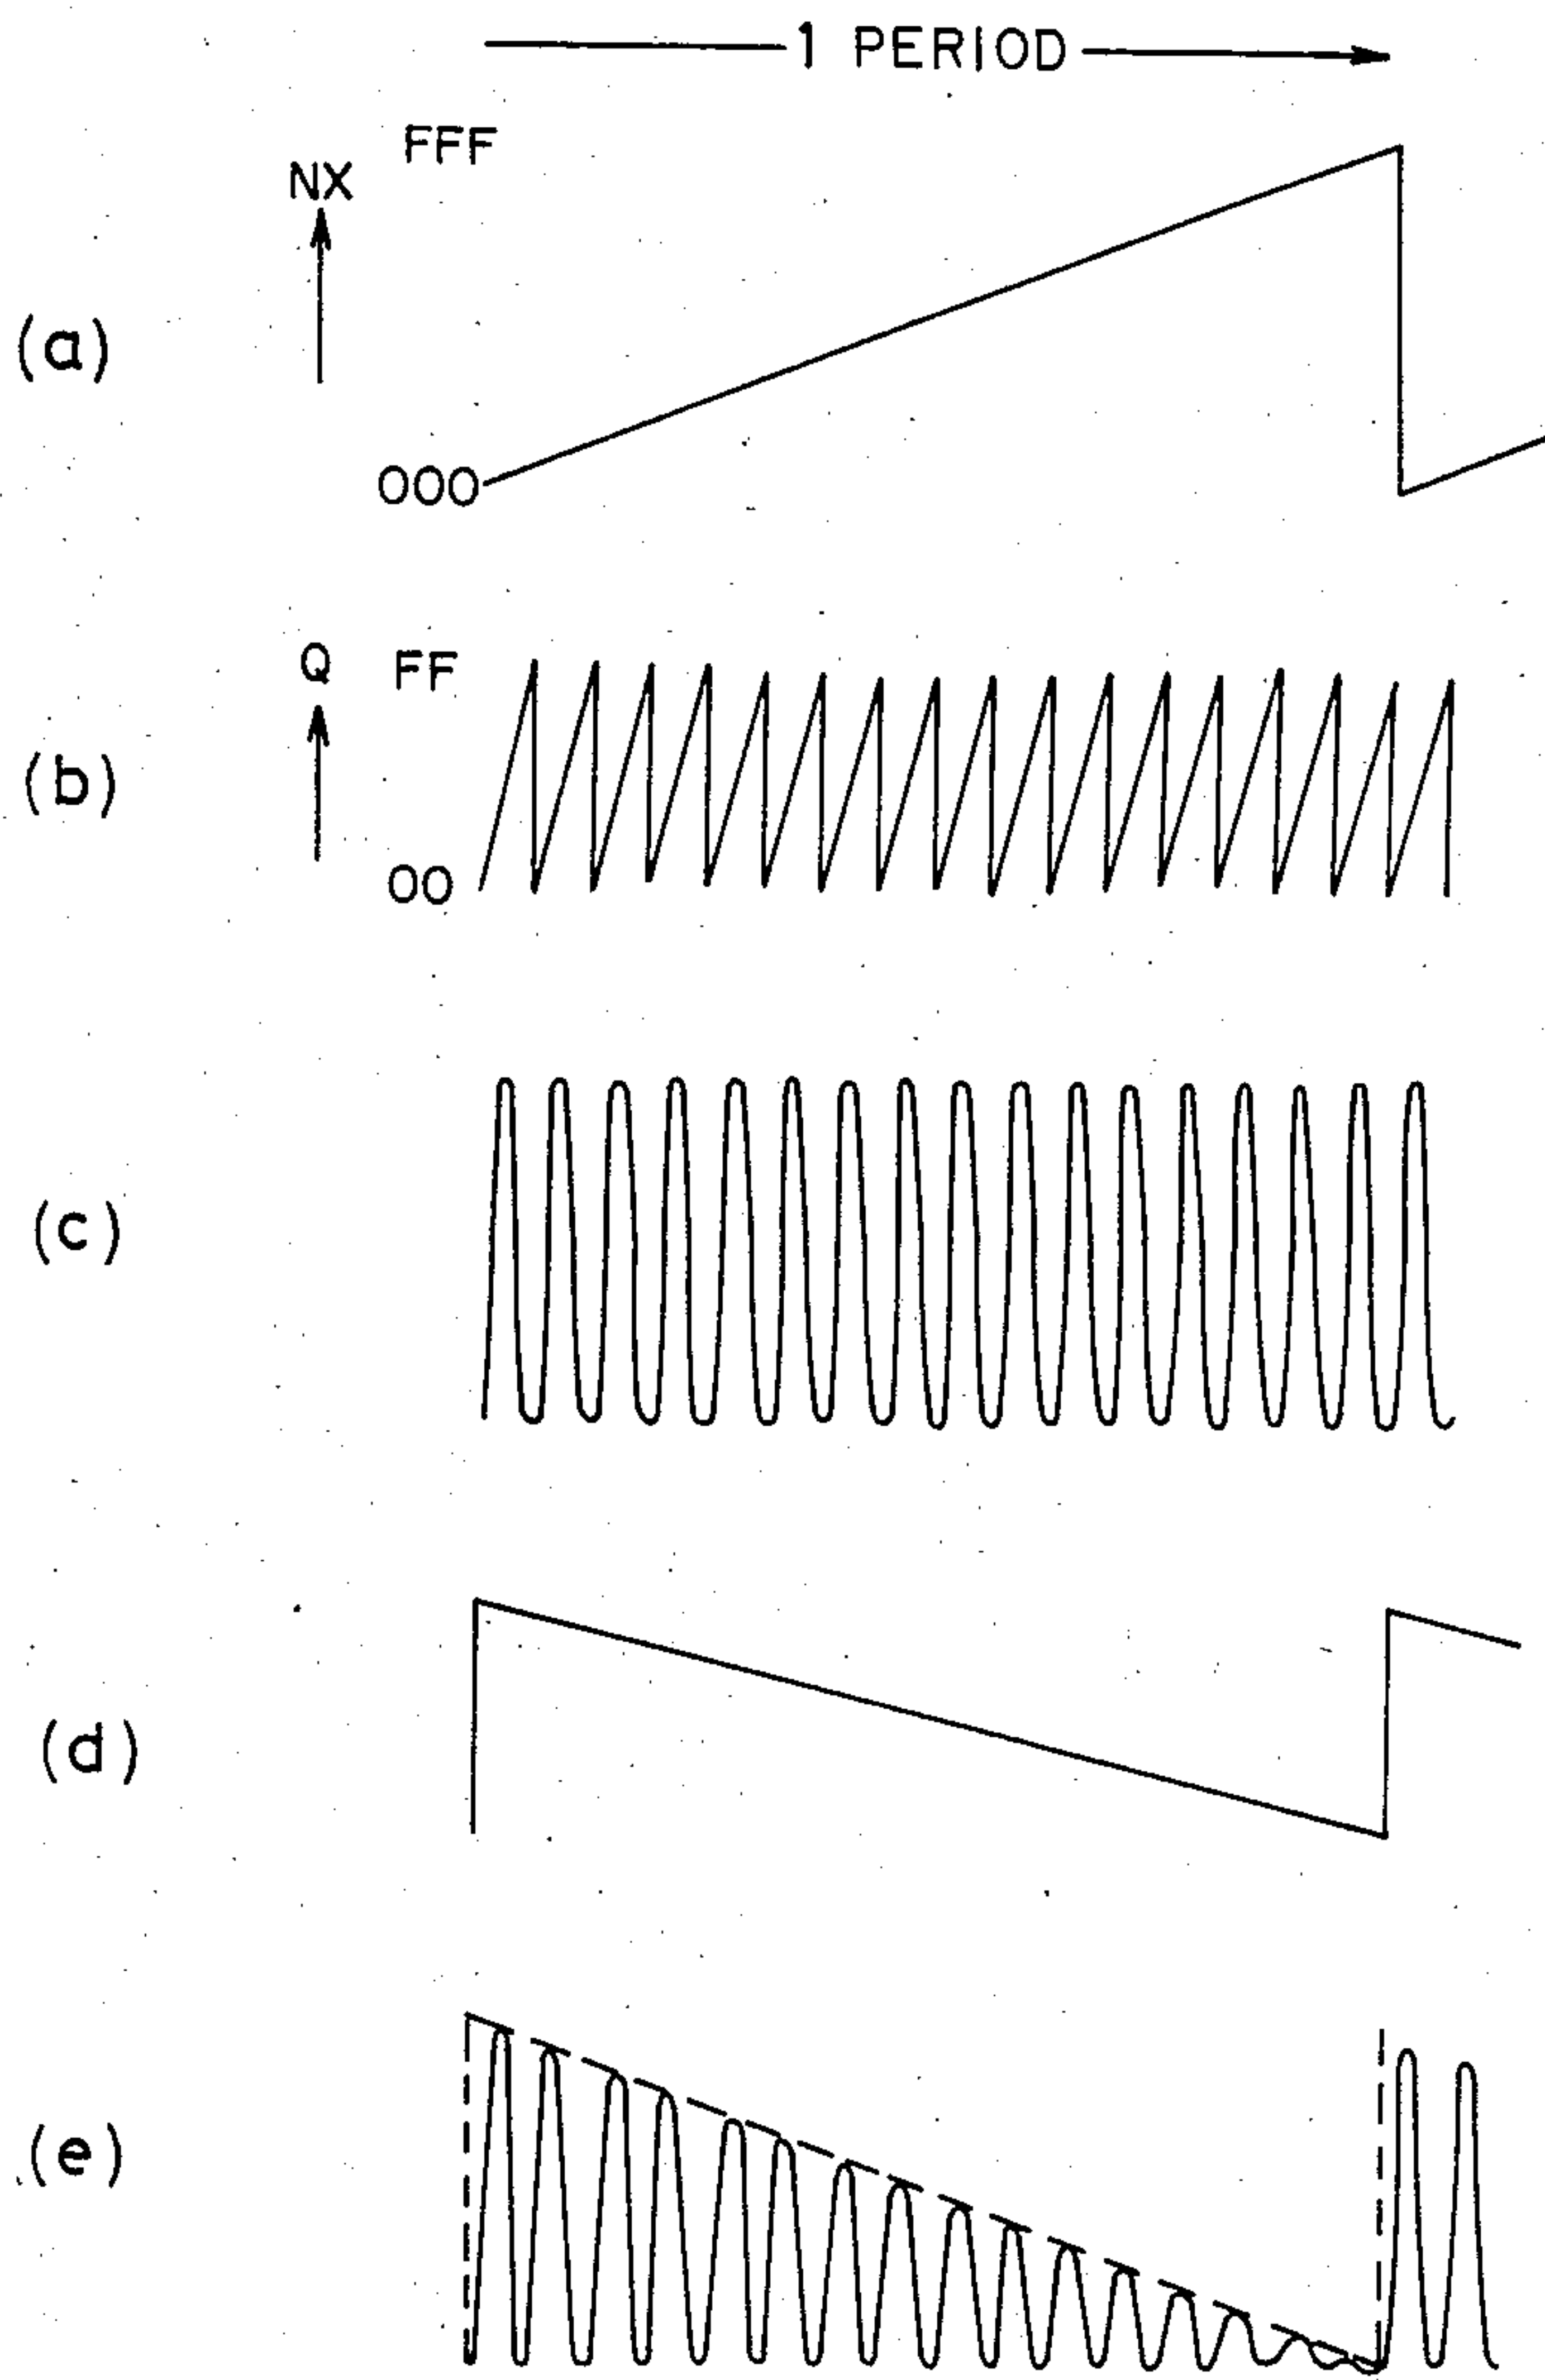 1 PERIOD
FFF
NX
(a)
000
Q FF
(b)
00
(c)
(d)
(e)